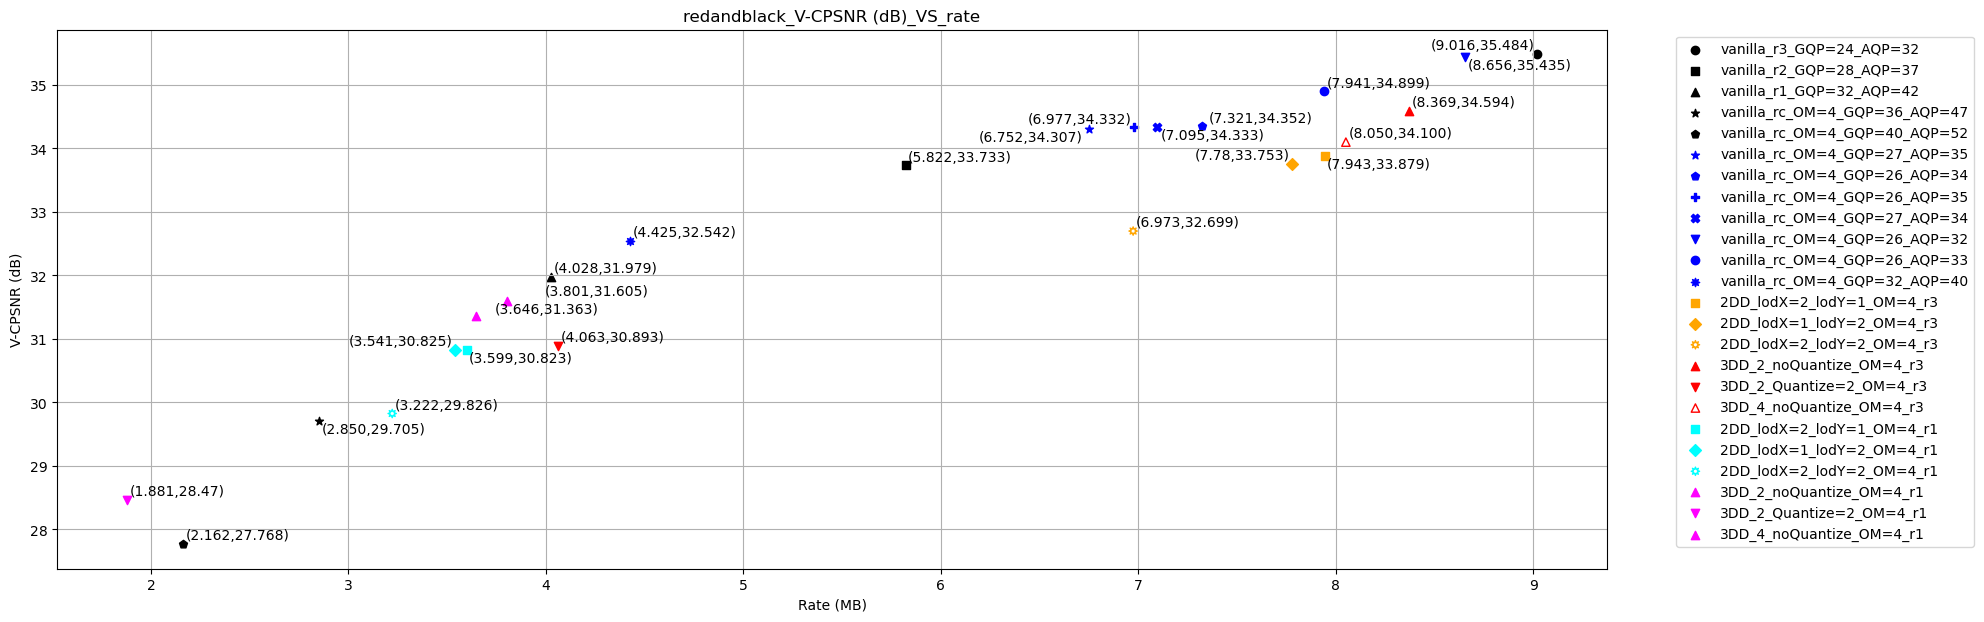 redandblack_V-CPSNR (dB)_VS_rate
V-CPSNR (dB)
35
34
33
32
31
30
29
28
(9.016,35.484)
(8.656,35.435)
(7.941,34.899)
(8.369,34.594)
(6.977,34.332)
(7.321,34.352)
(6.752,34.307)
(7.095,34.333)
(8.050,34.100)
(5.822,33.733)
(7.78,33.753)
(7.943,33.879)
(6.973,32.699)
(4.425,32.542)
(4.028,31.979)
(3.801,31.605)
(3.646,31.363)
(3.541,30.825)
(4.063,30.893)
(3.599,30.823)
(3.222,29.826)
(2.850,29.705)
(1.881,28.47)
(2.162,27.768)
2 3 4 5 6 7 8 9
Rate (MB)
vanilla_r3_GQP=24_AQP=32
vanilla_r2_GQP=28_AQP=37
vanilla_r1_GQP=32_AQP=42
vanilla_rc_OM=4_GQP=36_AQP=47
vanilla_rc_OM=4_GQP=40_AQP=52
vanilla_rc_OM=4_GQP=27_AQP=35
vanilla_rc_OM=4_GQP=26_AQP=34
vanilla_rc_OM=4_GQP=26_AQP=35
vanilla_rc_OM=4_GQP=27_AQP=34
vanilla_rc_OM=4_GQP=26_AQP=32
vanilla_rc_OM=4_GQP=26_AQP=33
vanilla_rc_OM=4_GQP=32_AQP=40
2DD_lodX=2_lodY=1_OM=4_r3
2DD_lodX=1_lodY=2_OM=4_r3
2DD_lodX=2_lodY=2_OM=4_r3
3DD_2_noQuantize_OM=4_r3
3DD_2_Quantize=2_OM=4_r3
3DD_4_noQuantize_OM=4_r3
2DD_lodX=2_lodY=1_OM=4_r1
2DD_lodX=1_lodY=2_OM=4_r1
2DD_lodX=2_lodY=2_OM=4_r1
3DD_2_noQuantize_OM=4_r1
3DD_2_Quantize=2_OM=4_r1
3DD_4_noQuantize_OM=4_r1